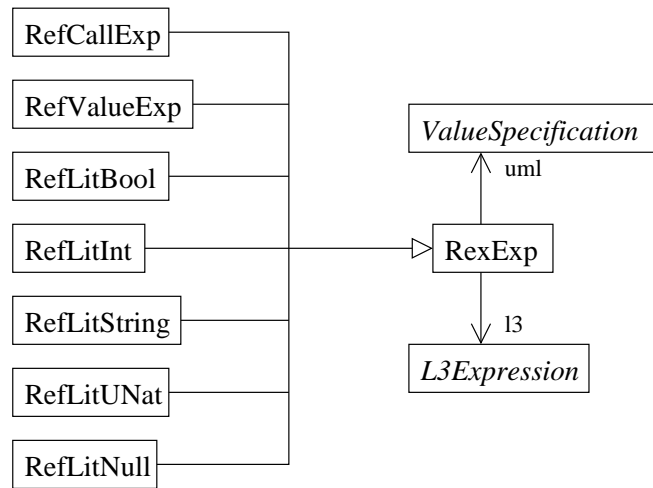 RefCallExp
RefValueExp
RefLitBool
RefLitInt
RefLitString
RefLitUNat
RefLitNull
ValueSpecification
uml
RexExp
l3
L3Expression